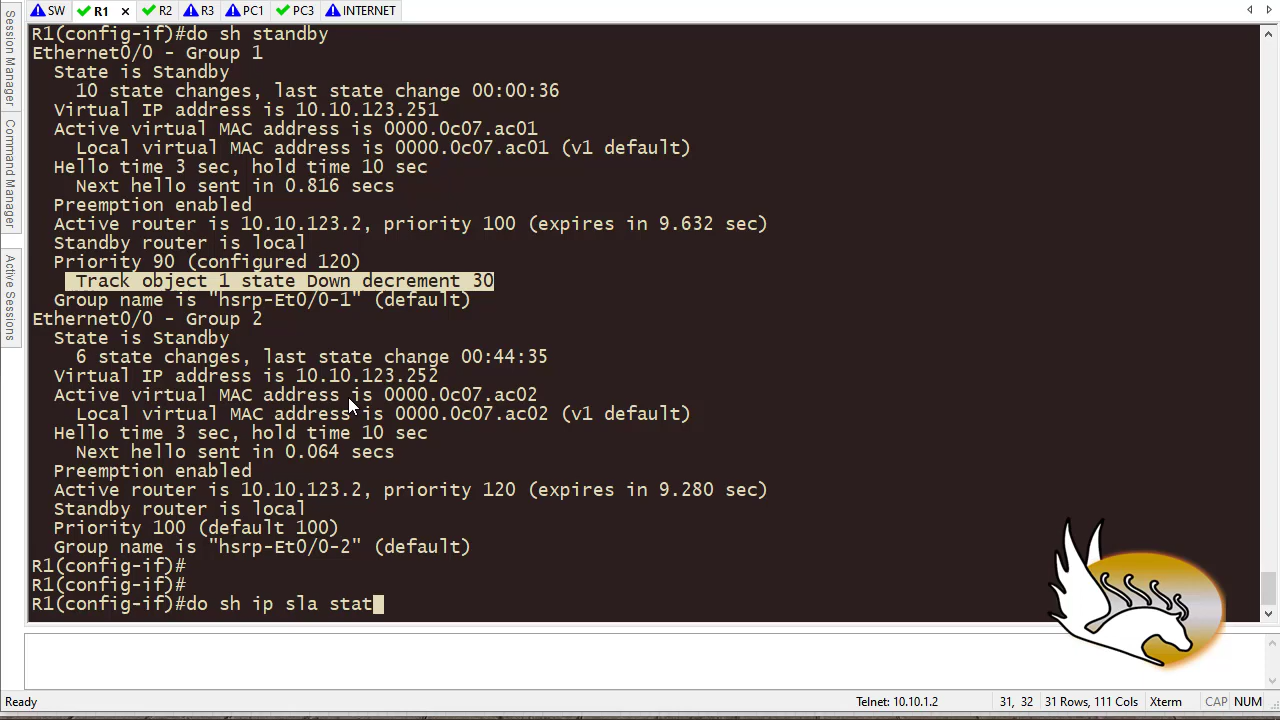 SW R1 x R2 R3 PC1 PC3 INTERNET
Session Manager
Command Manager
Active Sessions
R1(config-if)#do sh standby
Ethernet0/0 - Group 1
State is Standby
10 state changes, last state change 00:00:36
Virtual IP address is 10.10.123.251
Active virtual MAC address is 0000.0c07.ac01
Local virtual MAC address is 0000.0c07.ac01 (v1 default)
Hello time 3 sec, hold time 10 sec
Next hello sent in 0.816 secs
Preemption enabled
Active router is 10.10.123.2, priority 100 (expires in 9.632 sec)
Standby router is local
Priority 90 (configured 120)
Track object 1 state Down decrement 30
Group name is "hsrp-Et0/0-1" (default)
Ethernet0/0 - Group 2
State is Standby
6 state changes, last state change 00:44:35
Virtual IP address is 10.10.123.252
Active virtual MAC address is 0000.0c07.ac02
Local virtual MAC address is 0000.0c07.ac02 (v1 default)
Hello time 3 sec, hold time 10 sec
Next hello sent in 0.064 secs
Preemption enabled
Active router is 10.10.123.2, priority 120 (expires in 9.280 sec)
Standby router is local
Priority 100 (default 100)
Group name is "hsrp-Et0/0-2" (default)
R1(config-if)#
R1(config-if)#
R1(config-if)#do sh ip sla stat
Ready Telnet: 10.10.1.2 31, 32 31 Rows, 111 Cols Xterm CAP NUM